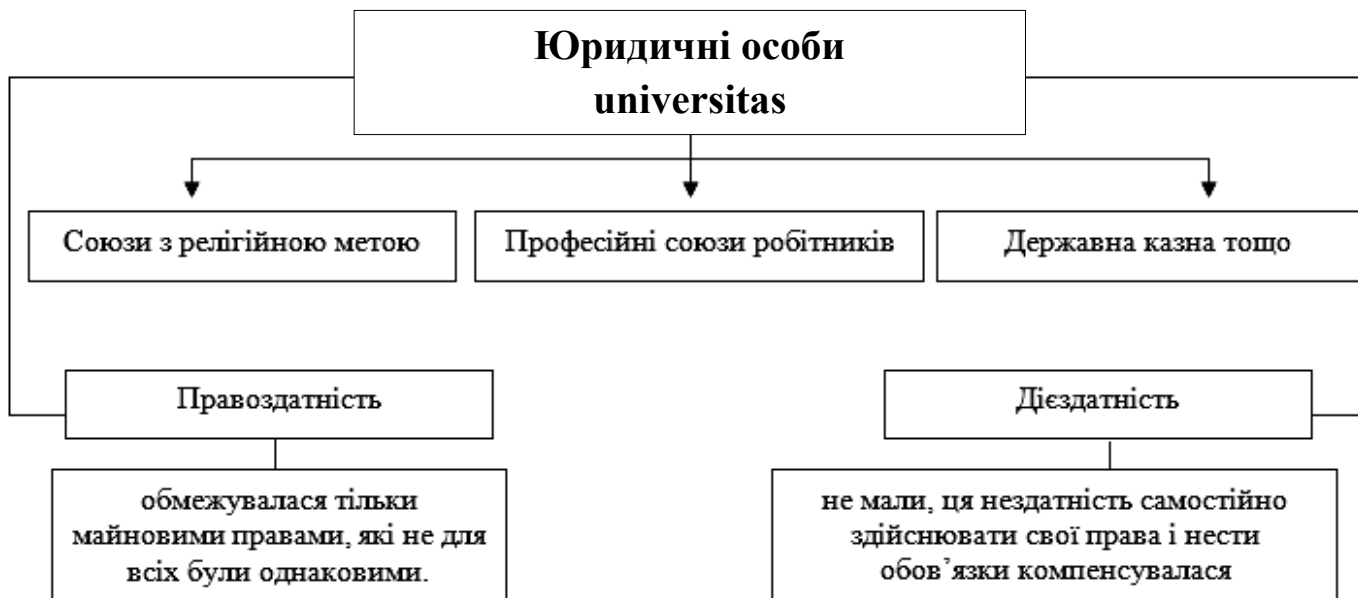 Юридичні особи
universitas
Союзи з релігійною метою
Професійні союзи робітників
Державна казна тощо
Правоздатність
Дієздатність
обмежувалася тільки
майновими правами, які не для
всіх були однаковими.
не мали, ця нездатність самостійно
здійснювати свої права і нести
обов’язки компенсувалася